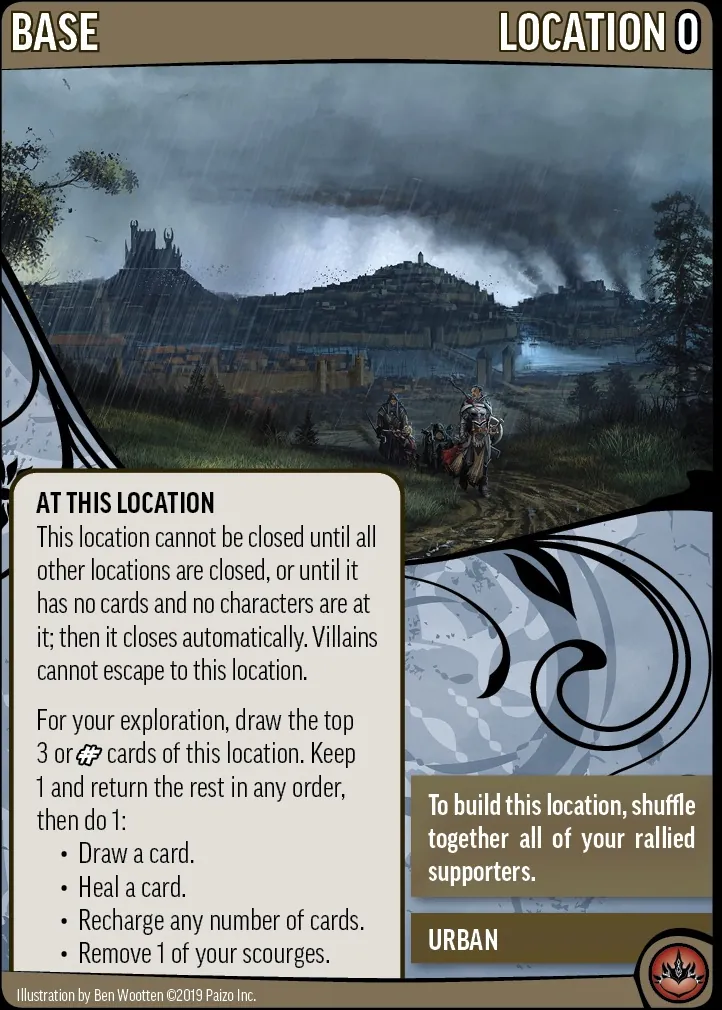 BASE
LOCATION 0
AT THIS LOCATION
This location cannot be closed until all
other locations are closed, or until it
has no cards and no characters are at
it; then it closes automatically. Villains
cannot escape to this location.
For your exploration, draw the top
3 or # cards of this location. Keep
1 and return the rest in any order,
then do 1:
• Draw a card.
• Heal a card.
• Recharge any number of cards.
• Remove 1 of your scourges.
To build this location, shuffle
together all of your rallied
supporters.
URBAN
Illustration by Ben Wootten ©2019 Paizo Inc.